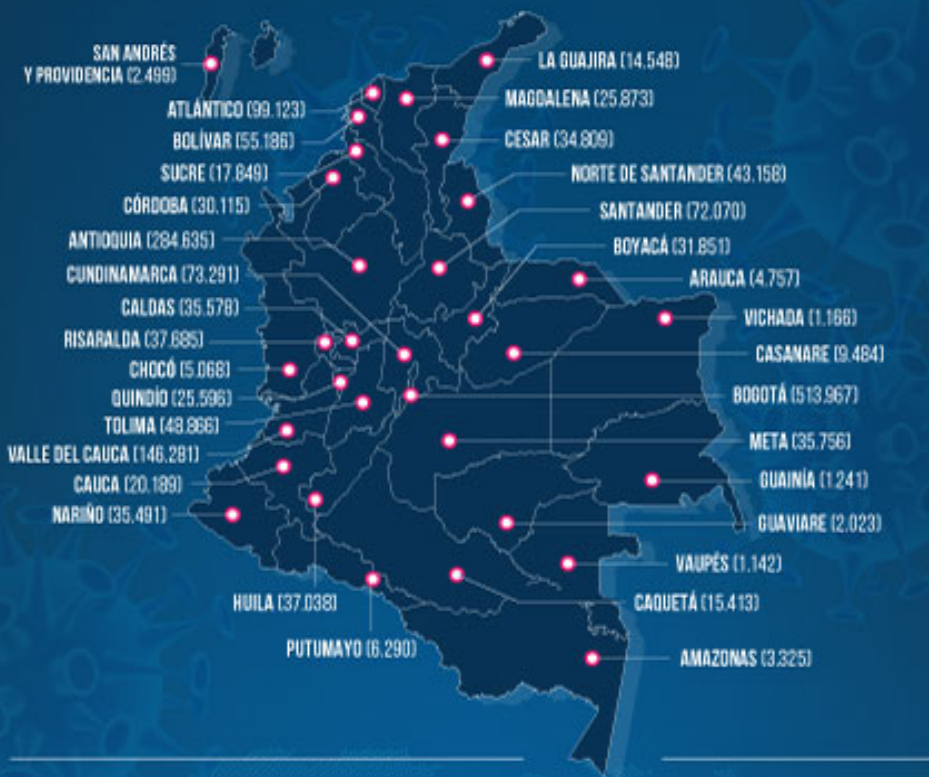 SAN ANDRÉS
Y PROVIDENCIA (2.499)
ATLÁNTICO (99.123)
BOLÍVAR (55.186)
SUCRE (17.849)
CÓRDOBA (30.115)
ANTIOQUIA (284.635)
CUNDINAMARCA (73.291)
CALDAS (35.578)
RISARALDA (37.685)
CHOCÓ (5.068)
QUINDÍO (25.596)
TOLIMA (48.866)
VALLE DEL CAUCA (146.281)
CAUCA (20.189)
NARIÑO (35.491)
HUILA (37.038)
PUTUMAYO (6.290)
LA GUAJIRA (14.548)
MAGDALENA (25.873)
CESAR (34.809)
NORTE DE SANTANDER (43.158)
SANTANDER (72.070)
BOYACÁ (31.851)
ARAUCA (4.757)
VICHADA (1.166)
CASANARE (9.484)
BOGOTÁ (513.967)
META (35.756)
GUAINÍA (1.241)
GUAVIARE (2.023)
VAUPÉS (1.142)
CAQUETÁ (15.413)
AMAZONAS (3.325)